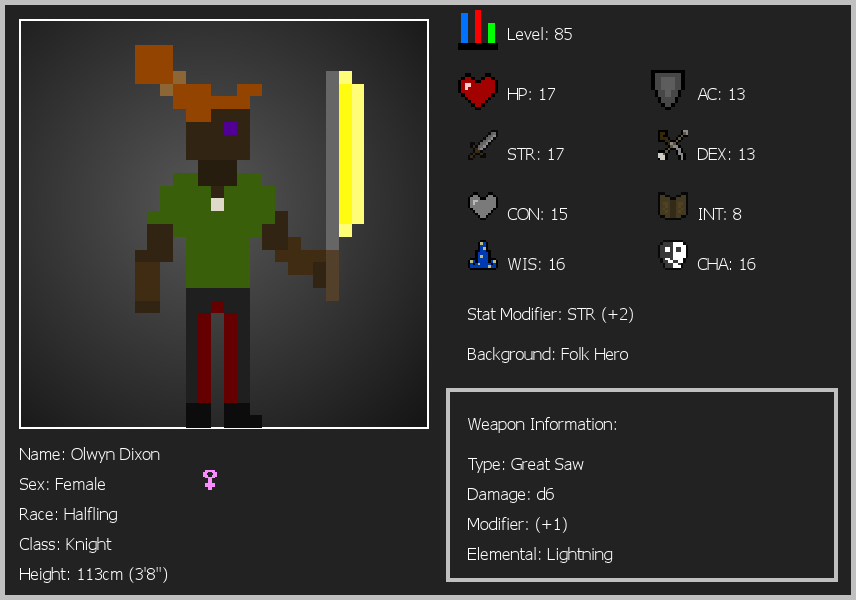 Level: 85
HP: 17
AC: 13
STR: 17
DEX: 13
CON: 15
INT: 8
WIS: 16
CHA: 16
Stat Modifier: STR (+2)
Background: Folk Hero
Weapon Information:
Type: Great Saw
Damage: d6
Modifier: (+1)
Elemental: Lightning
Name: Olwyn Dixon
Sex: Female
Race: Halfling
Class: Knight
Height: 113cm (3'8")